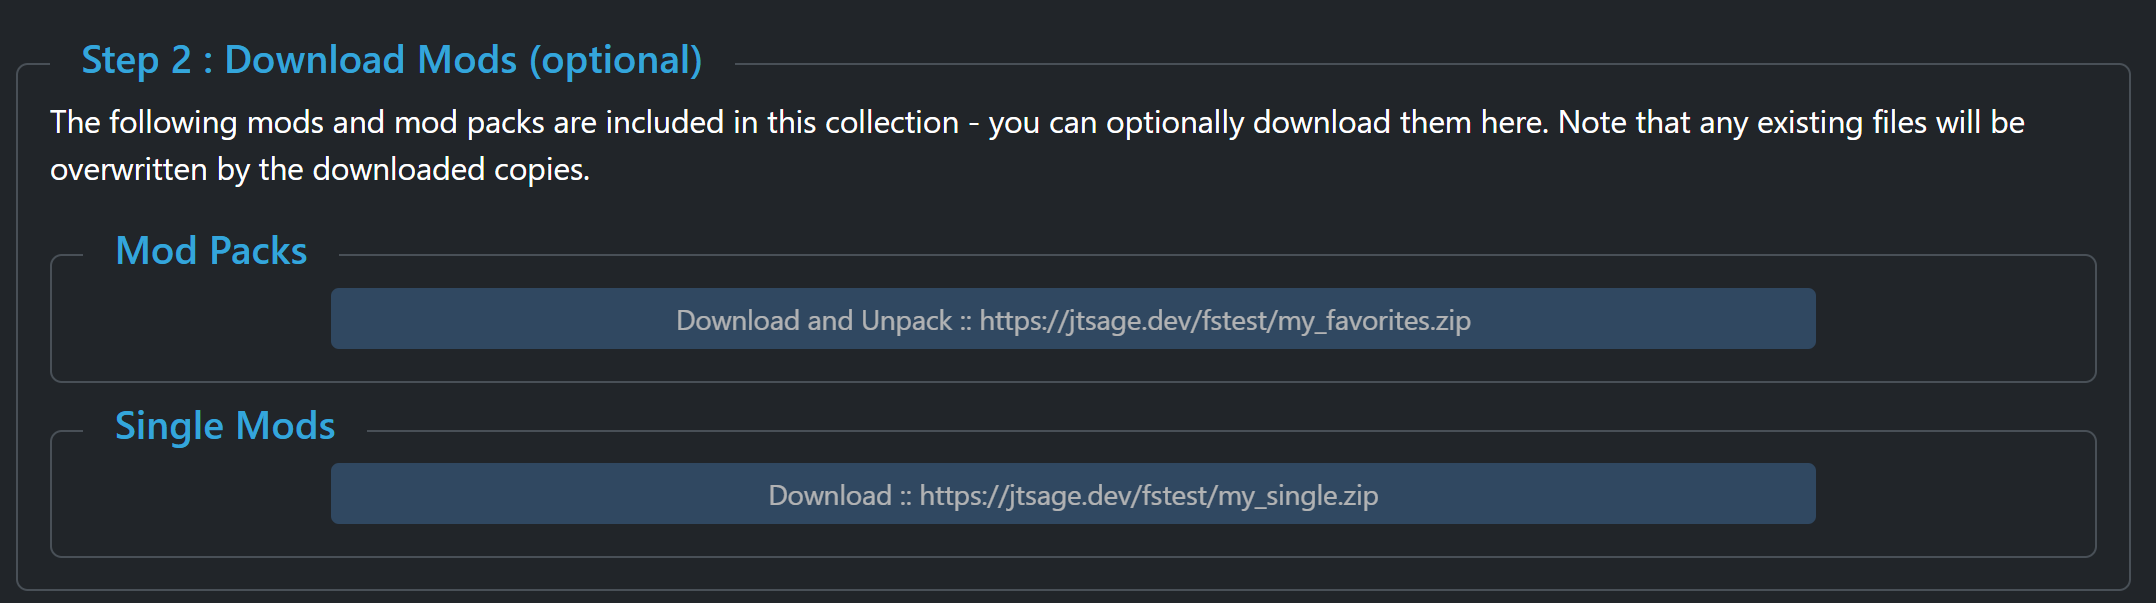 Step 2 : Download Mods (optional)
The following mods and mod packs are included in this collection - you can optionally download them here. Note that any existing files will be
overwritten by the downloaded copies.
Mod Packs
Download and Unpack :: https://jtsage.dev/fstest/my_favorites.zip
Single Mods
Download :: https://jtsage.dev/fstest/my_single.zip